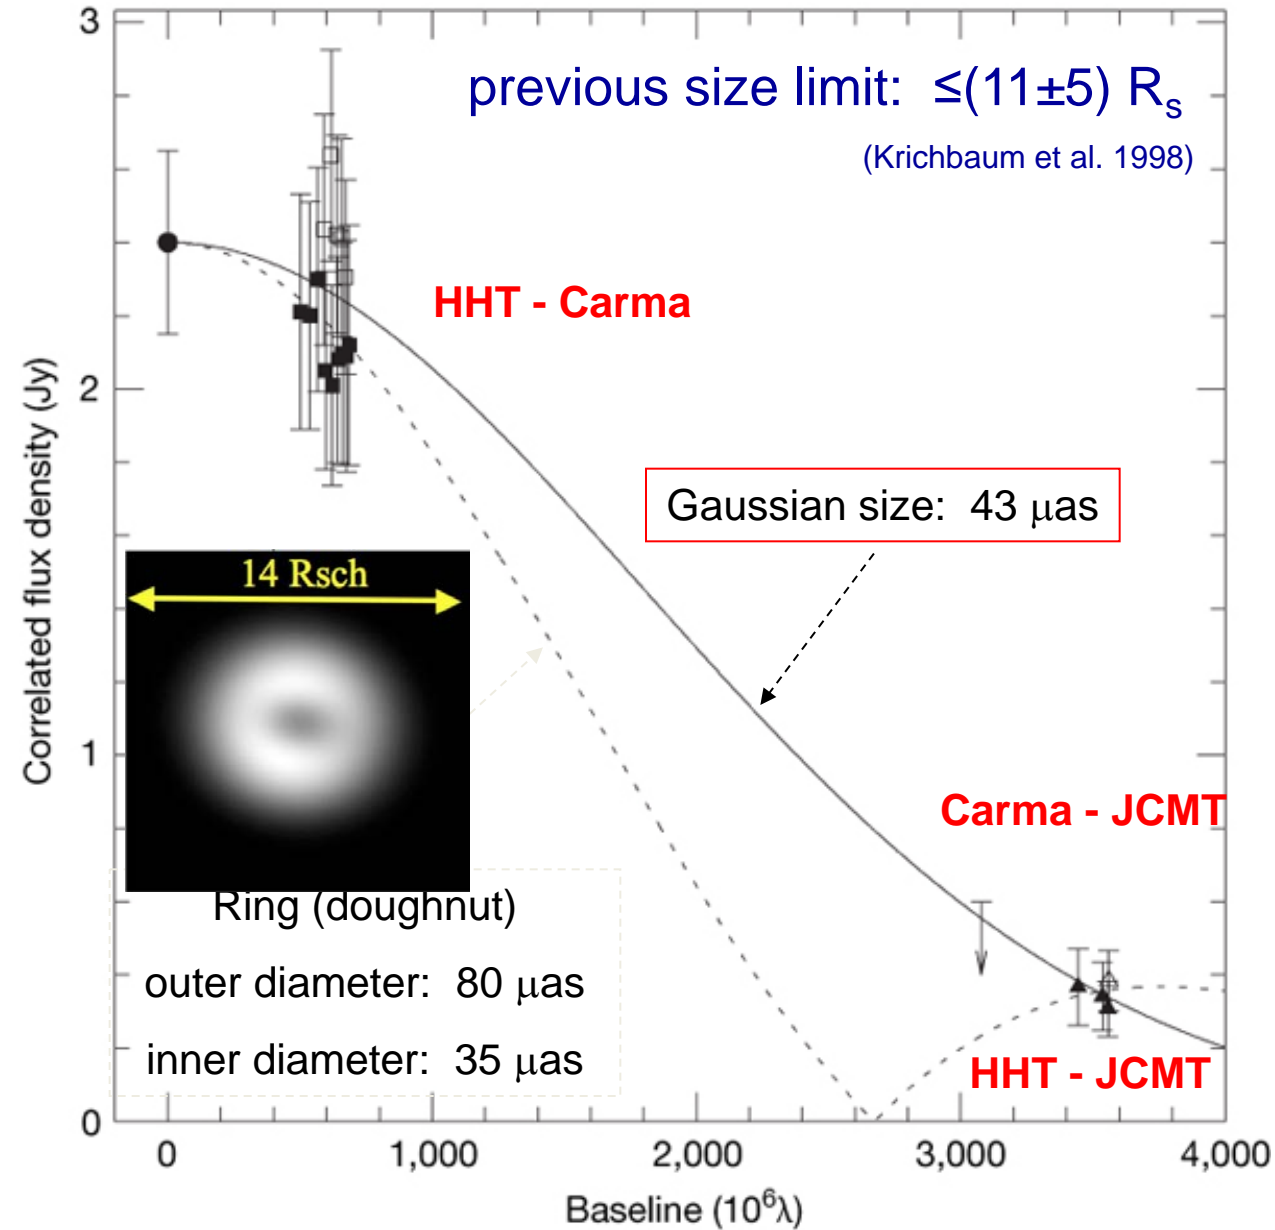 3
previous size limit: ≤(11±5) Rs
(Krichbaum et al. 1998)
HHT - Carma
2
Gaussian size: 43 μas
14 Rsch
Correlated flux density (Jy)
1
Carma - JCMT
Ring (doughnut)
outer diameter: 80 μas
inner diameter: 35 μas
HHT - JCMT
0
0 1,000 2,000 3,000 4,000
Baseline (10⁶λ)